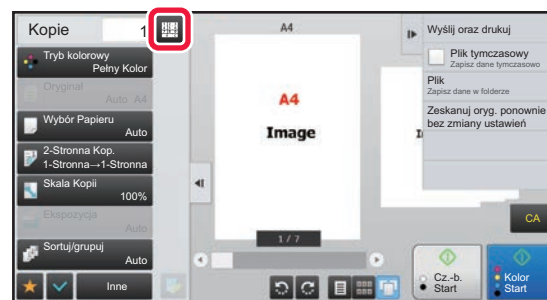 Kopie 1
Tryb kolorowy
Pełny Kolor
Oryginał
Auto A4
Wybór Papieru
Auto
2-Stronna Kop.
1-Stronna→1-Stronna
Skala Kopii
100%
Ekspozycja
Auto
Sortuj/grupuj
Auto
Inne
A4
A4
Image
1 / 7
Wyślij oraz drukuj
Plik tymczasowy
Zapisz dane tymczasowo
Plik
Zapisz dane w folderze
Zeskanuj oryg. ponownie
bez zmiany ustawień
CA
Cz.-b.
Start
Kolor
Start